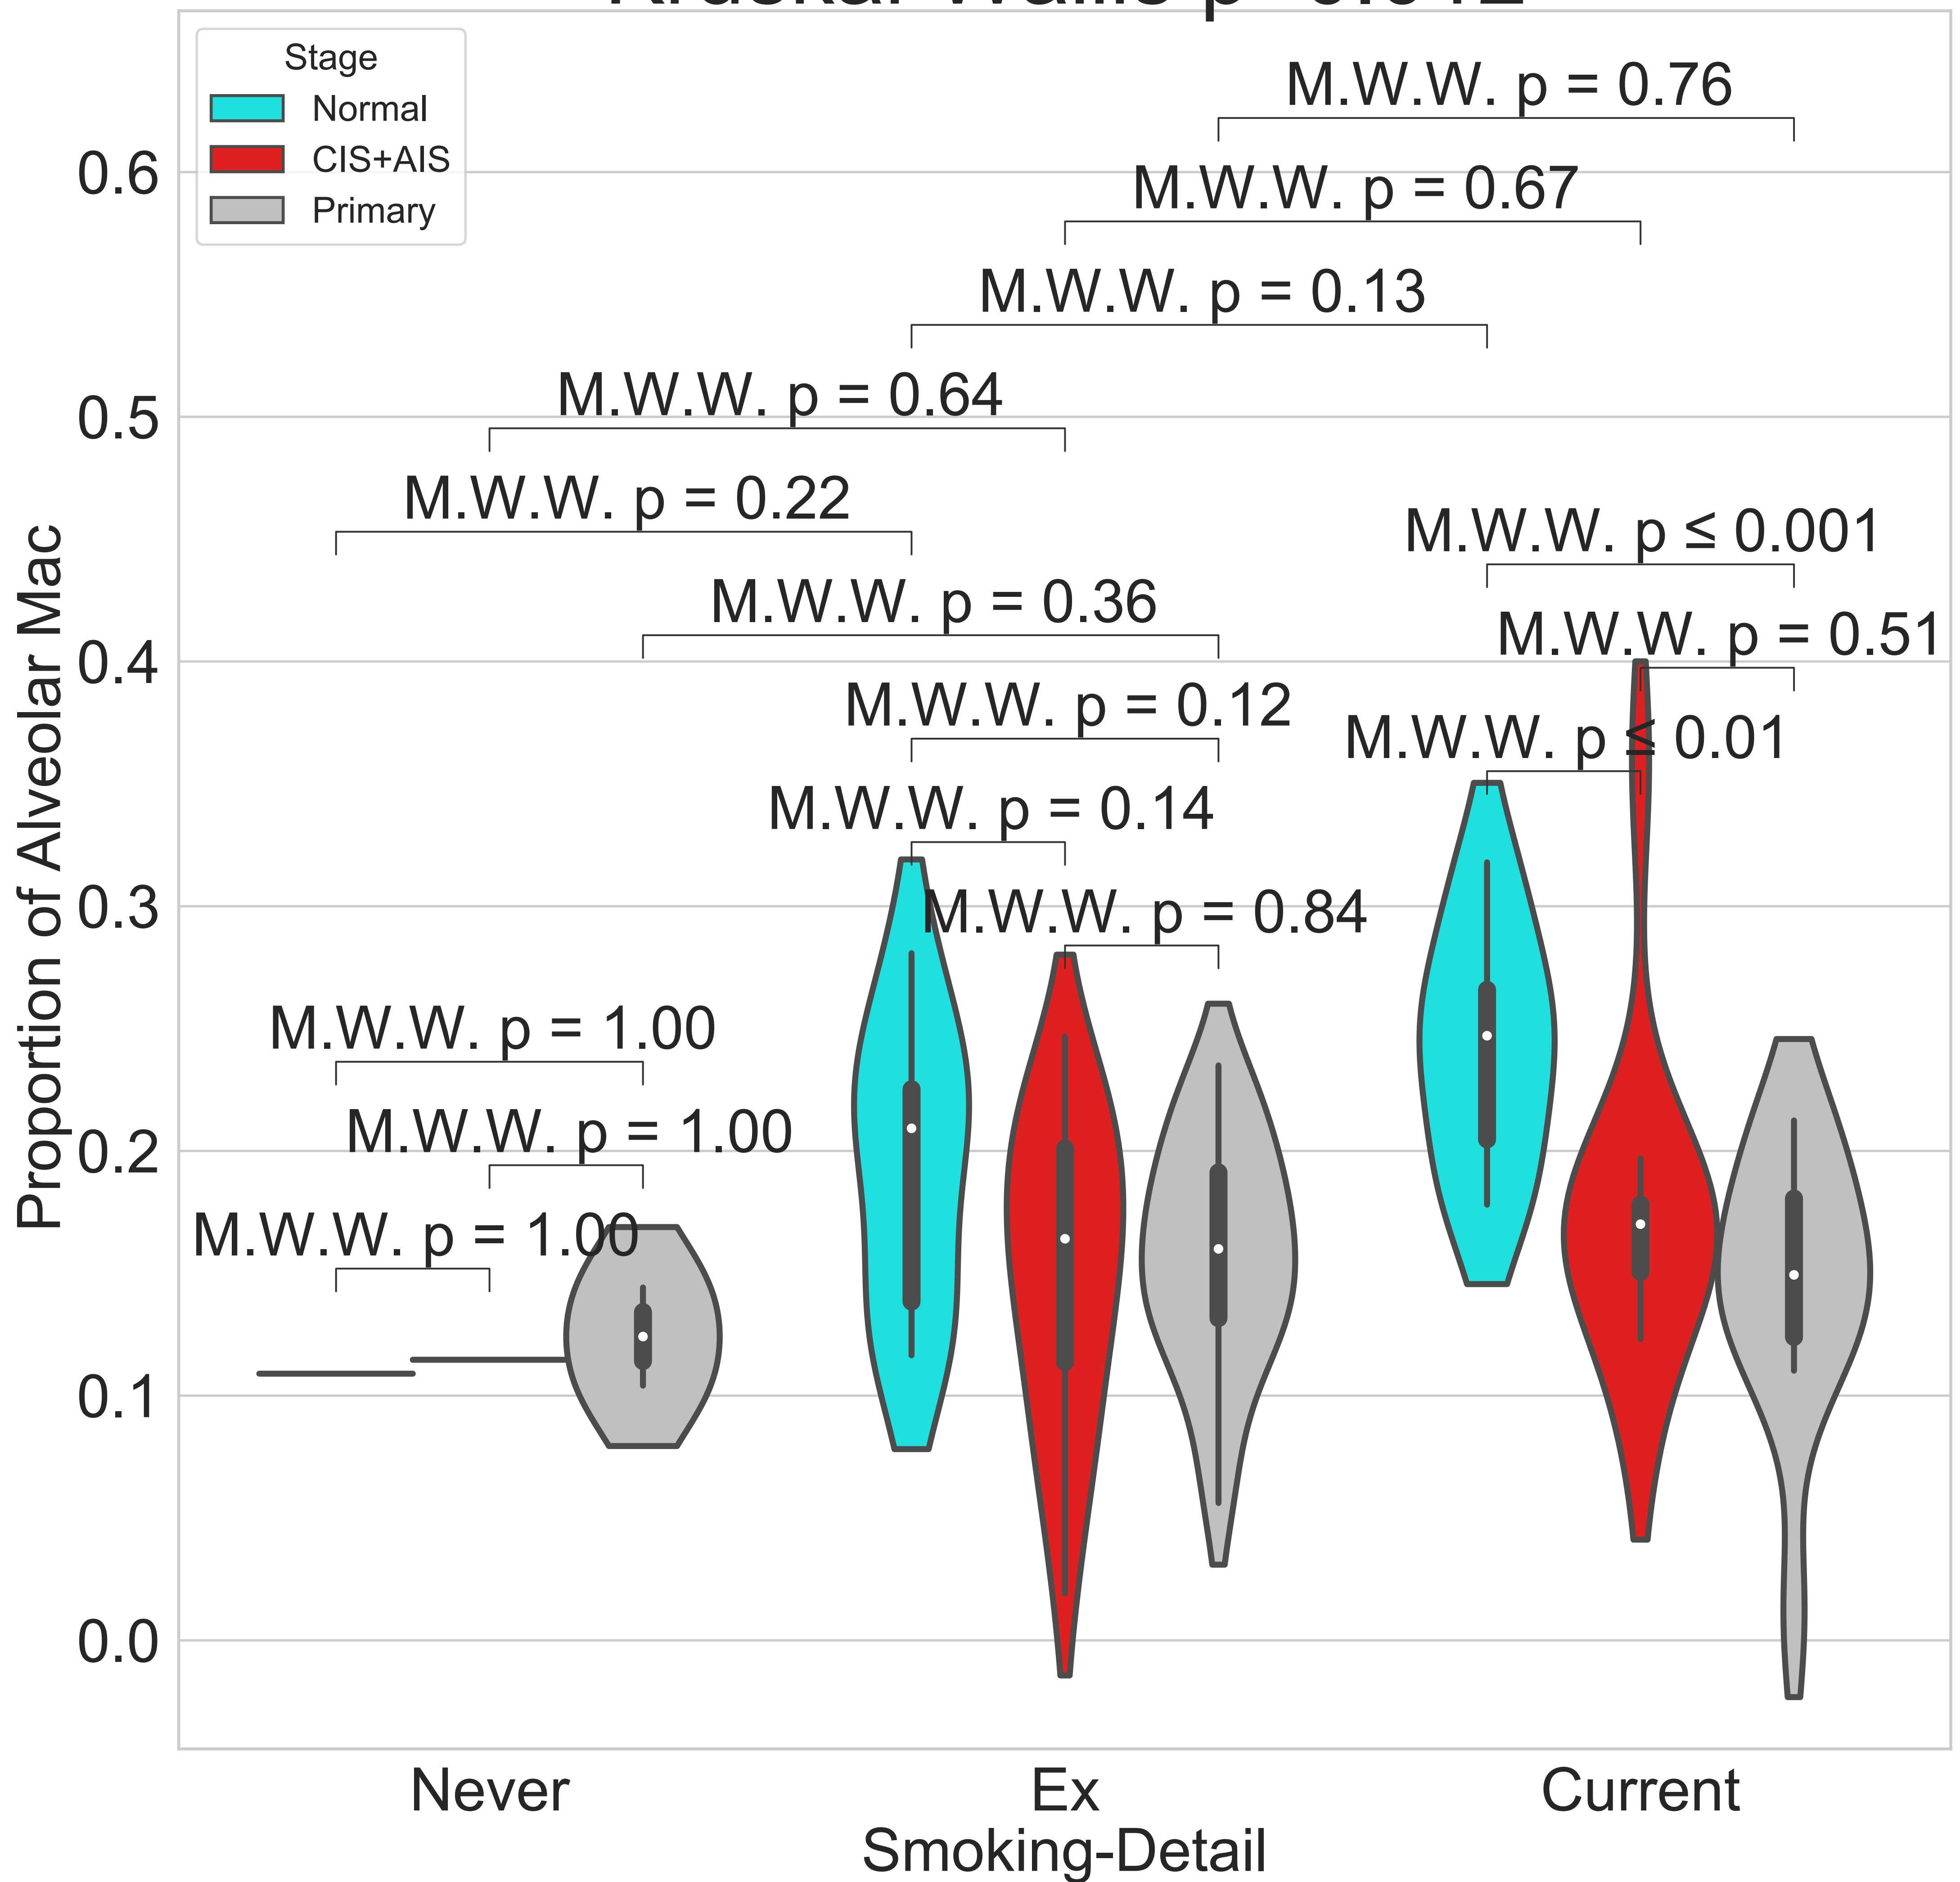 Stage
Normal
CIS+AIS
Primary
M.W.W. p = 0.76
M.W.W. p = 0.67
M.W.W. p = 0.13
M.W.W. p = 0.64
M.W.W. p = 0.22
M.W.W. p ≤ 0.001
M.W.W. p = 0.36
M.W.W. p = 0.51
M.W.W. p = 0.12
M.W.W. p ≤ 0.01
M.W.W. p = 0.14
M.W.W. p = 0.84
M.W.W. p = 1.00
M.W.W. p = 1.00
M.W.W. p = 1.00
Proportion of Alveolar Mac
0.6
0.5
0.4
0.3
0.2
0.1
0.0
Never Ex Current
Smoking-Detail